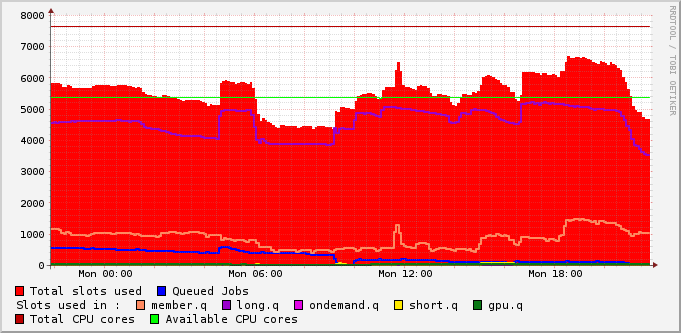 8000
7000
6000
5000
4000
3000
2000
1000
0
Mon 00:00 Mon 06:00 Mon 12:00 Mon 18:00
Total slots used Queued Jobs
Slots used in : member.q long.q ondemand.q short.q gpu.q
Total CPU cores Available CPU cores
RRDTOOL / TOBI OETIKER